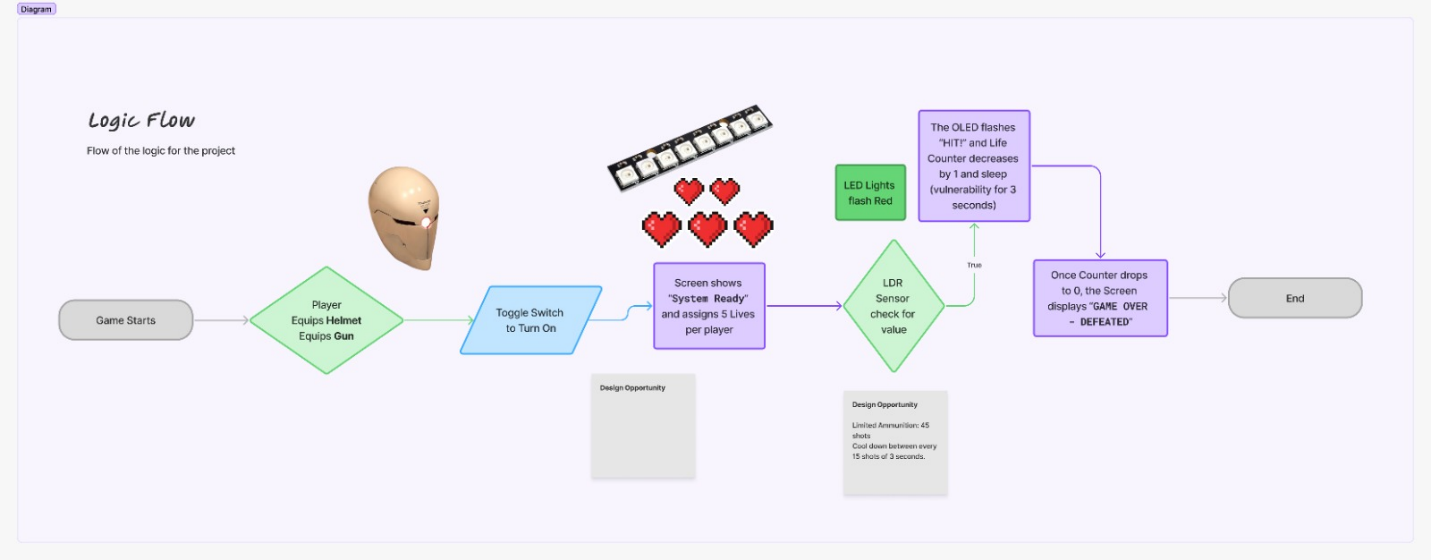 Diagram
Logic Flow
Flow of the logic for the project
Game Starts
Player
Equips Helmet
Equips Gun
Toggle Switch
to Turn On
Screen shows
"System Ready"
and assigns 5 Lives
per player
Design Opportunity
LED Lights
flash Red
LDR
Sensor
check for
value
Design Opportunity
Limited Ammunition: 45
shots
Cool down between every
15 shots of 3 seconds.
True
The OLED flashes
"HIT!" and Life
Counter decreases
by 1 and sleep
(vulnerability for 3
seconds)
Once Counter drops
to 0, the Screen
displays "GAME OVER
- DEFEATED"
End